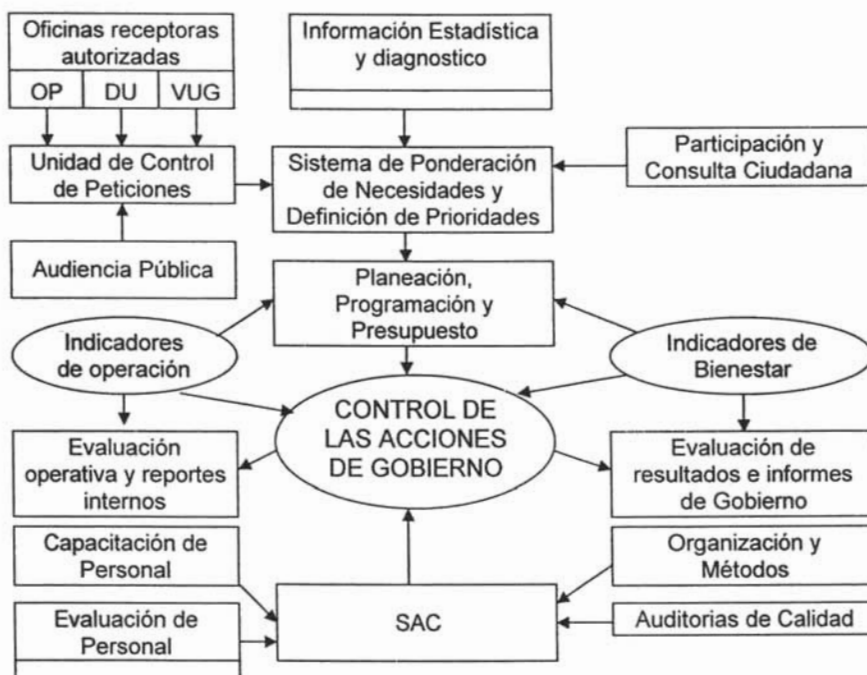 Oficinas receptoras
autorizadas
OP DU VUG
Información Estadística
y diagnostico
Unidad de Control
de Peticiones
Sistema de Ponderación
de Necesidades y
Definición de Prioridades
Participación y
Consulta Ciudadana
Audiencia Pública
Planeación,
Programación y
Presupuesto
Indicadores
de operación
Indicadores de
Bienestar
CONTROL DE
LAS ACCIONES
DE GOBIERNO
Evaluación
operativa y reportes
internos
Evaluación de
resultados e informes
de Gobierno
Capacitación de
Personal
Organización y
Métodos
Evaluación de
Personal
SAC
Auditorias de Calidad